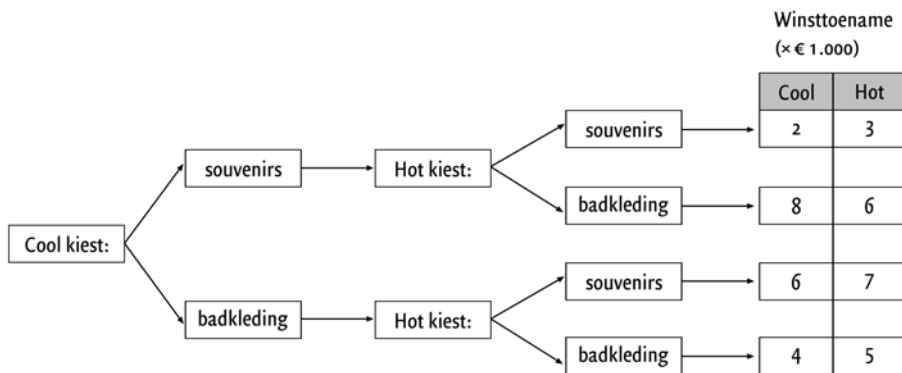 Winsttoename
(× € 1.000)
Cool Hot
souvenirs 2 3
souvenirs Hot kiest:
badkleding 8 6
Cool kiest:
souvenirs 6 7
badkleding Hot kiest:
badkleding 4 5